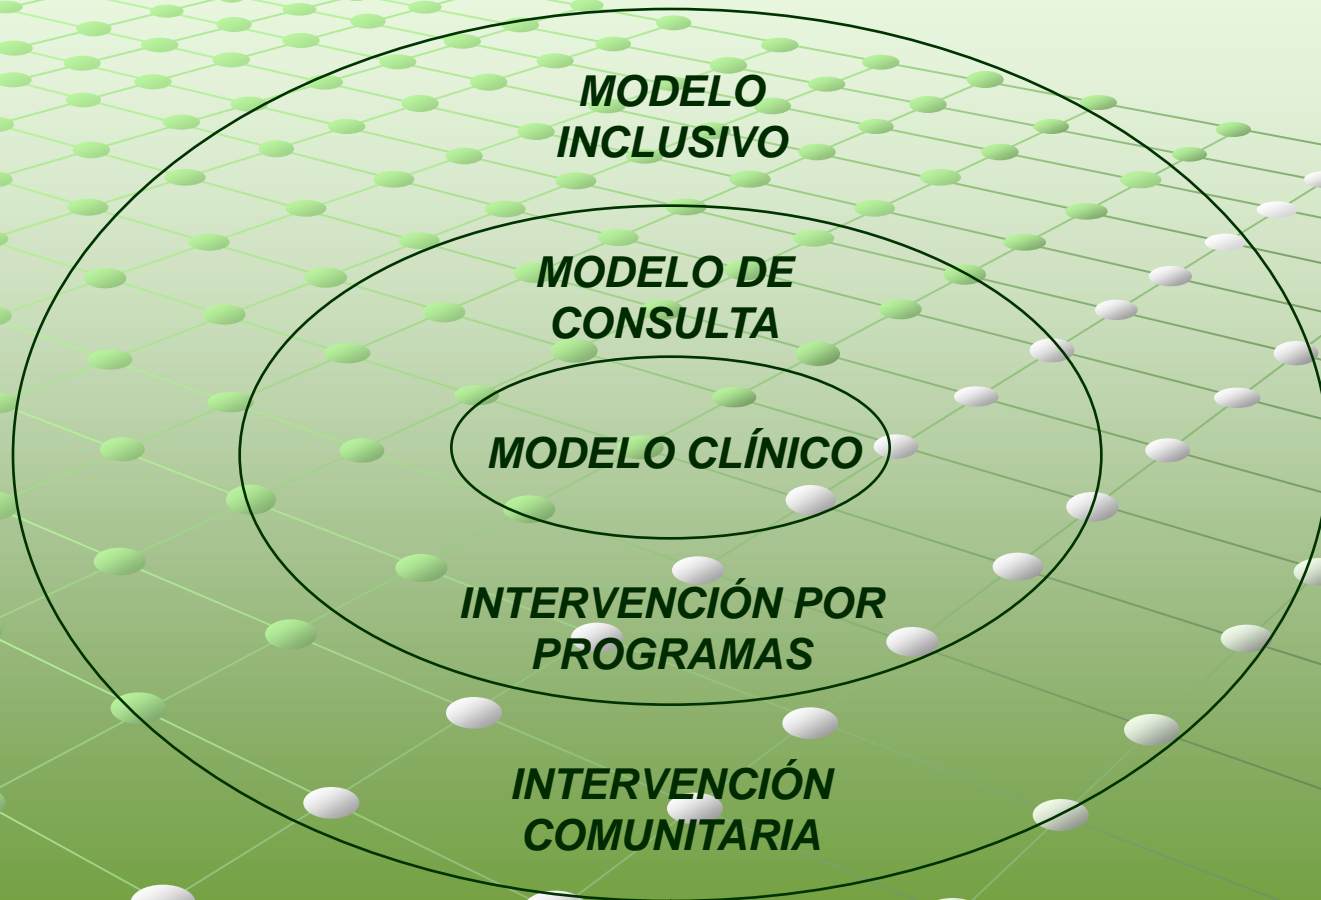 MODELO
INCLUSIVO
MODELO DE
CONSULTA
MODELO CLÍNICO
INTERVENCIÓN POR
PROGRAMAS
INTERVENCIÓN
COMUNITARIA